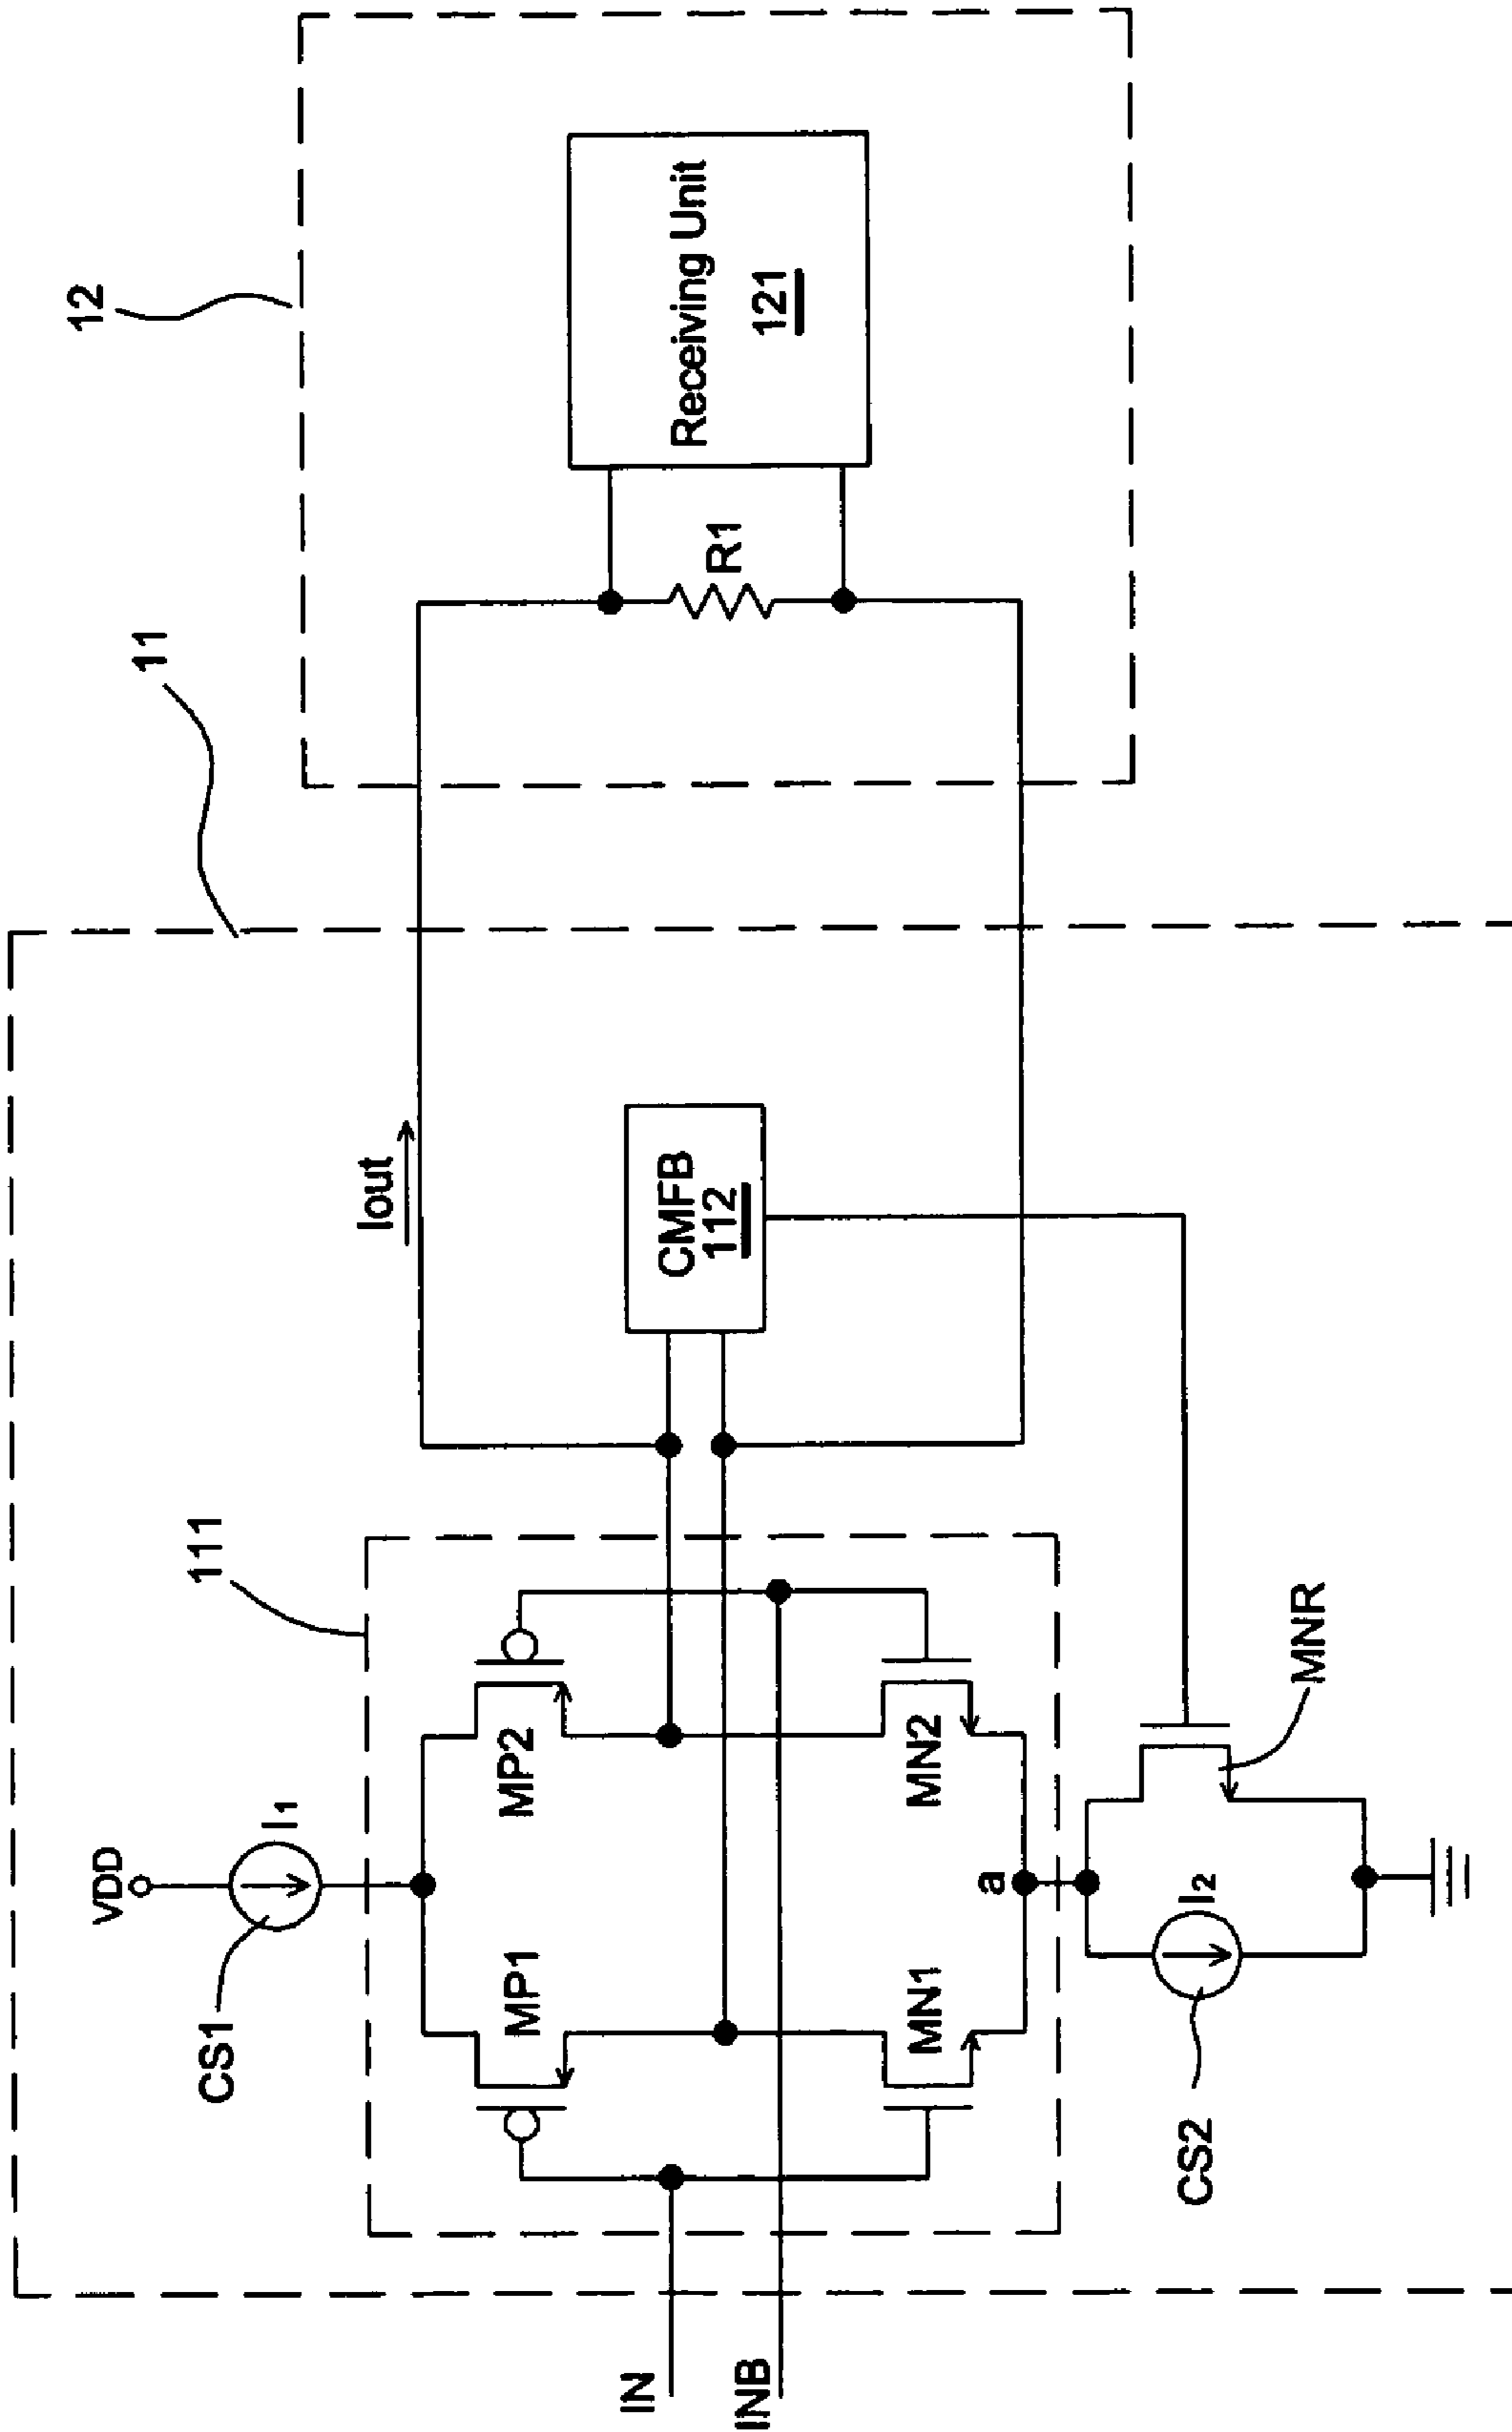 12
11
Iout
111
VDD
I1
CS1
MP1
MP2
CMFB
112
R1
Receiving Unit
121
IN
INB
MN1
MN2
a
I2
CS2
MNR